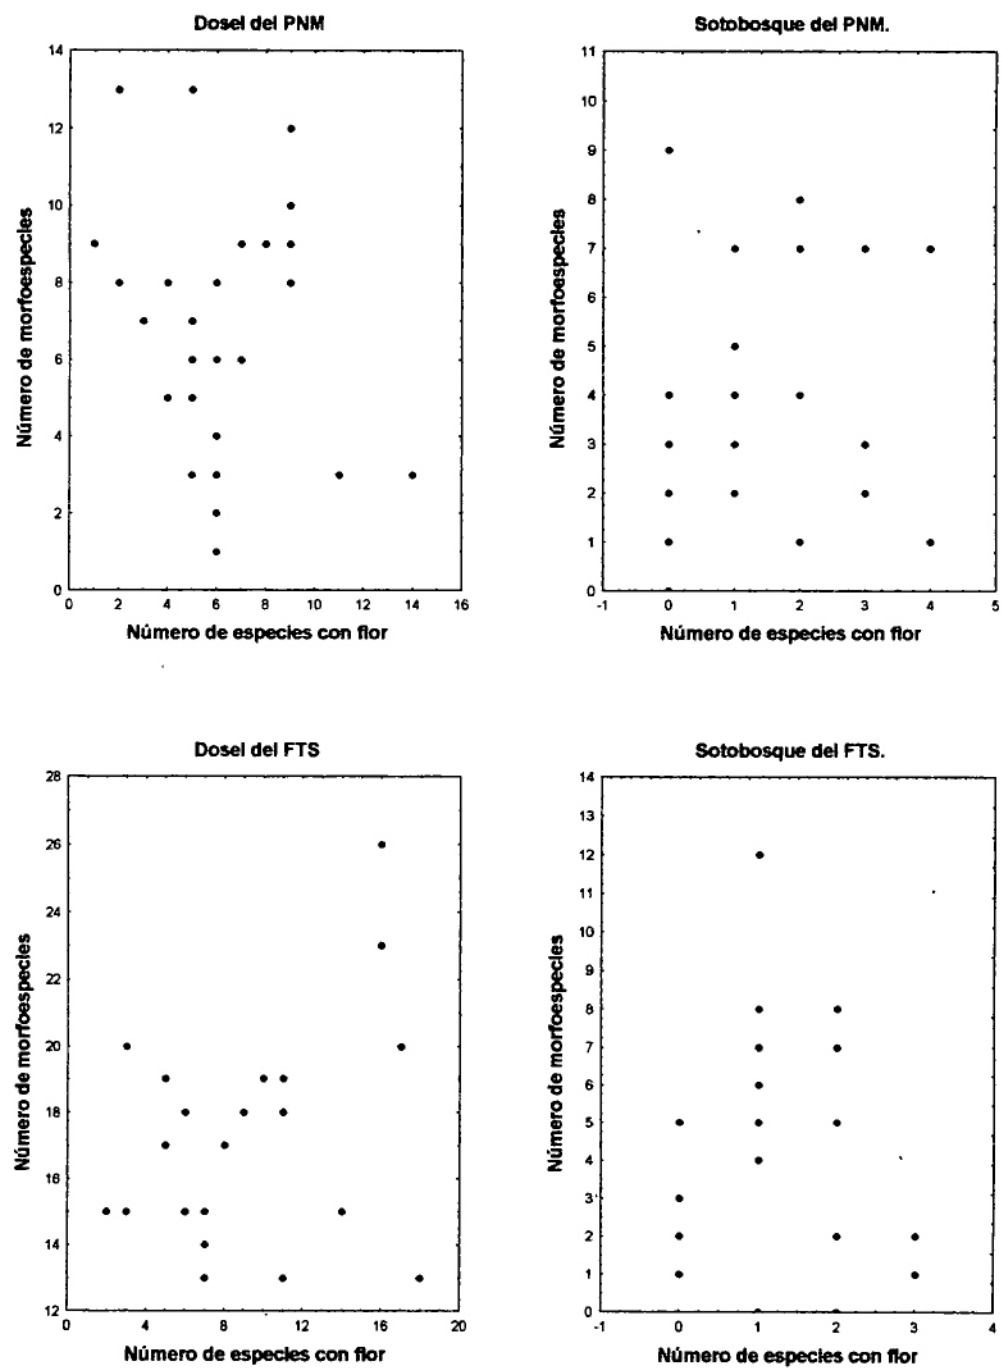 Dosel del PNM
14
12
10
8
6
4
2
0
0 2 4 6 8 10 12 14 16
Número de morfoespecies
Número de especies con flor
Sotobosque del PNM.
11
10
9
8
7
6
5
4
3
2
1
0
-1 0 1 2 3 4 5
Número de morfoespecies
Número de especies con flor
Dosel del FTS
28
26
24
22
20
18
16
14
12
0 4 8 12 16 20
Número de morfoespecies
Número de especies con flor
Sotobosque del FTS.
14
13
12
11
10
9
8
7
6
5
4
3
2
1
0
-1 0 1 2 3 4
Número de morfoespecies
Número de especies con flor